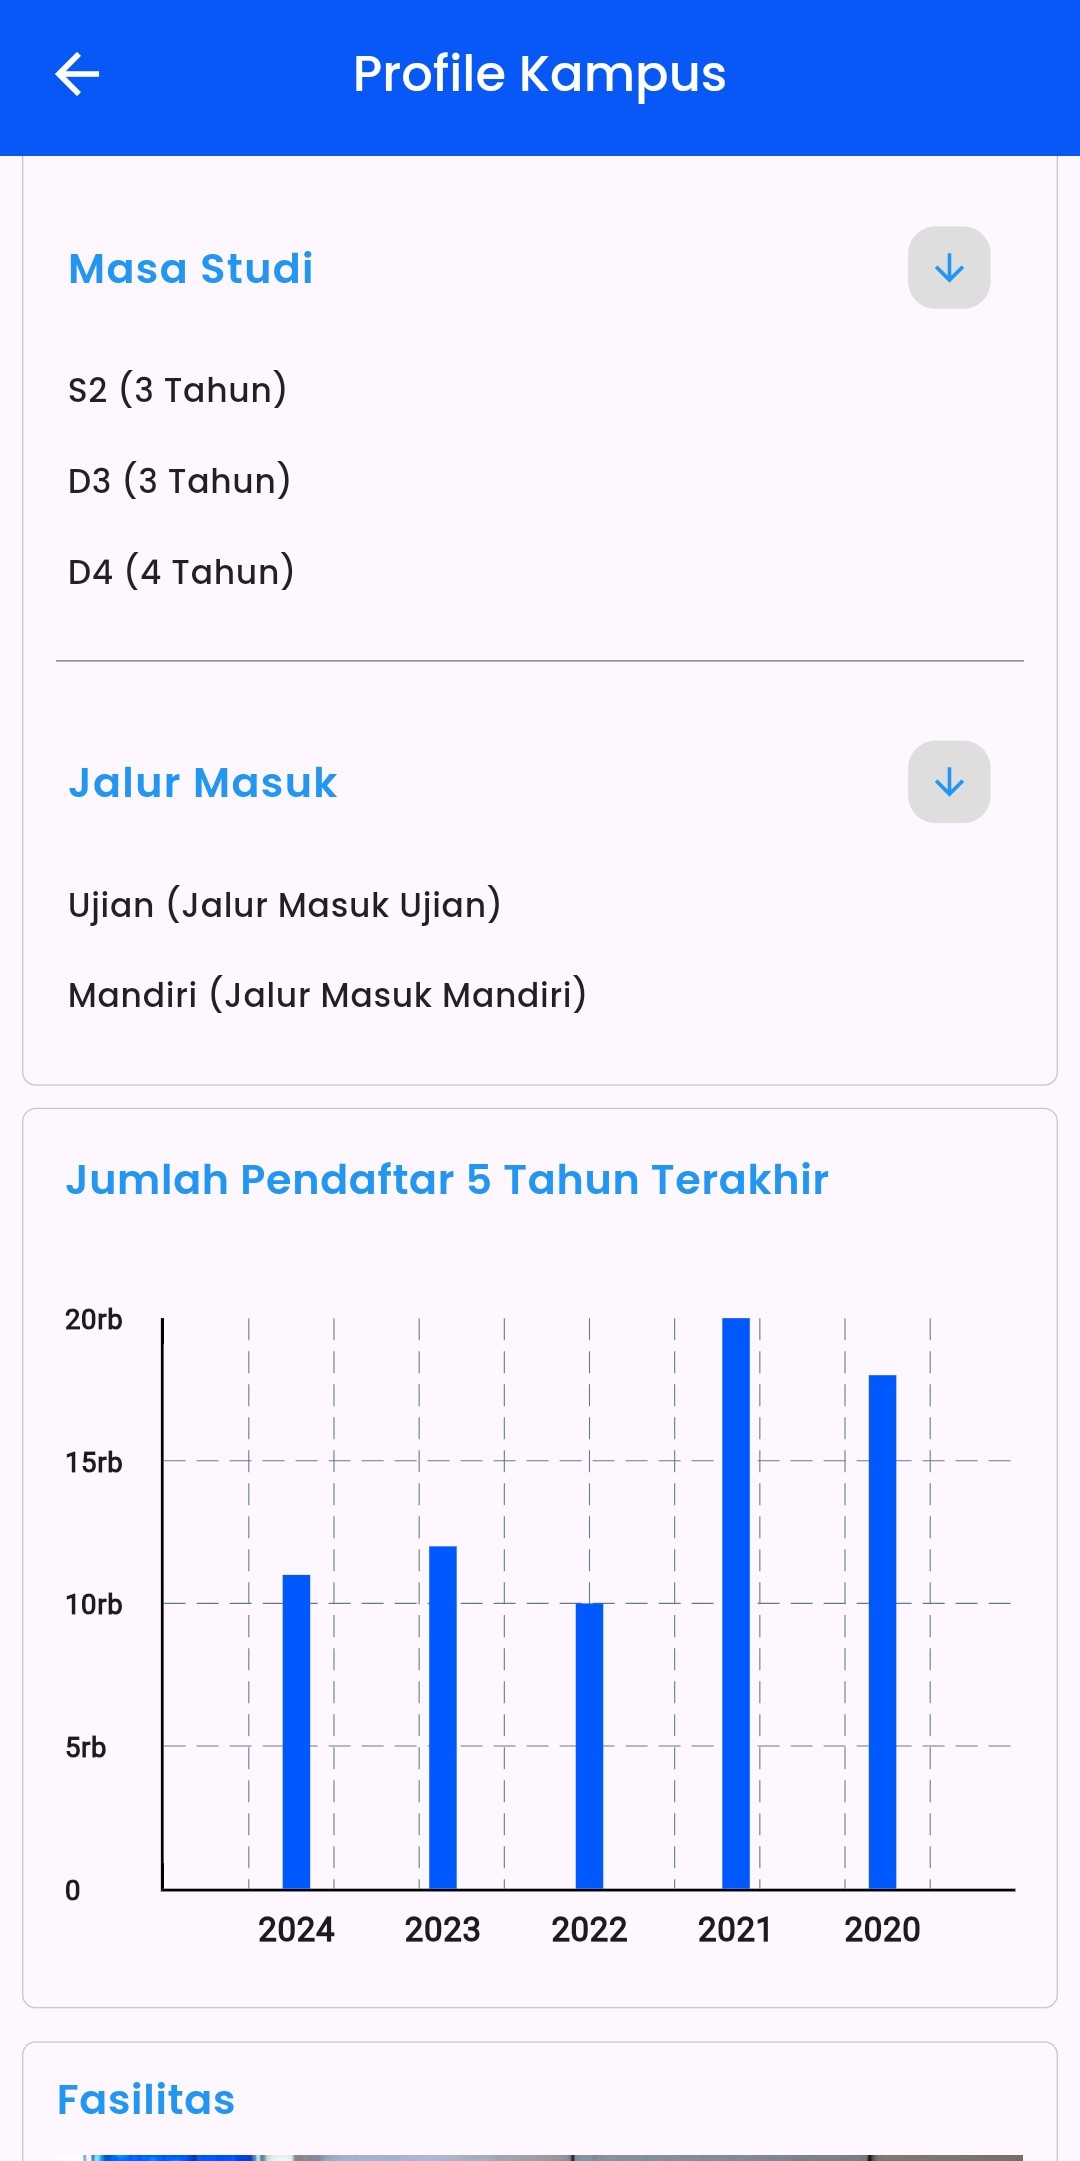 Profile Kampus
Masa Studi
S2 (3 Tahun)
D3 (3 Tahun)
D4 (4 Tahun)
Jalur Masuk
Ujian (Jalur Masuk Ujian)
Mandiri (Jalur Masuk Mandiri)
Jumlah Pendaftar 5 Tahun Terakhir
20rb
15rb
10rb
5rb
0
2024 2023 2022 2021 2020
Fasilitas